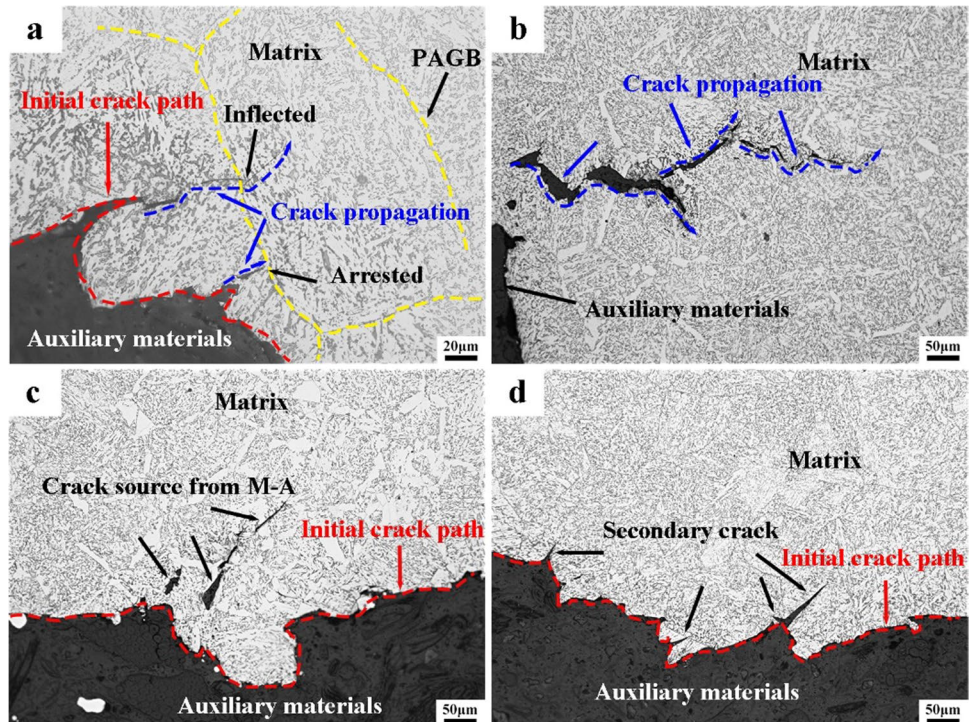 a
Matrix
PAGB
Initial crack path
Inflected
Crack propagation
Arrested
Auxiliary materials
20μm
b
Matrix
Crack propagation
Auxiliary materials
50μm
c
Matrix
Crack source from M-A
Initial crack path
Auxiliary materials
50μm
d
Matrix
Secondary crack
Initial crack path
Auxiliary materials
50μm